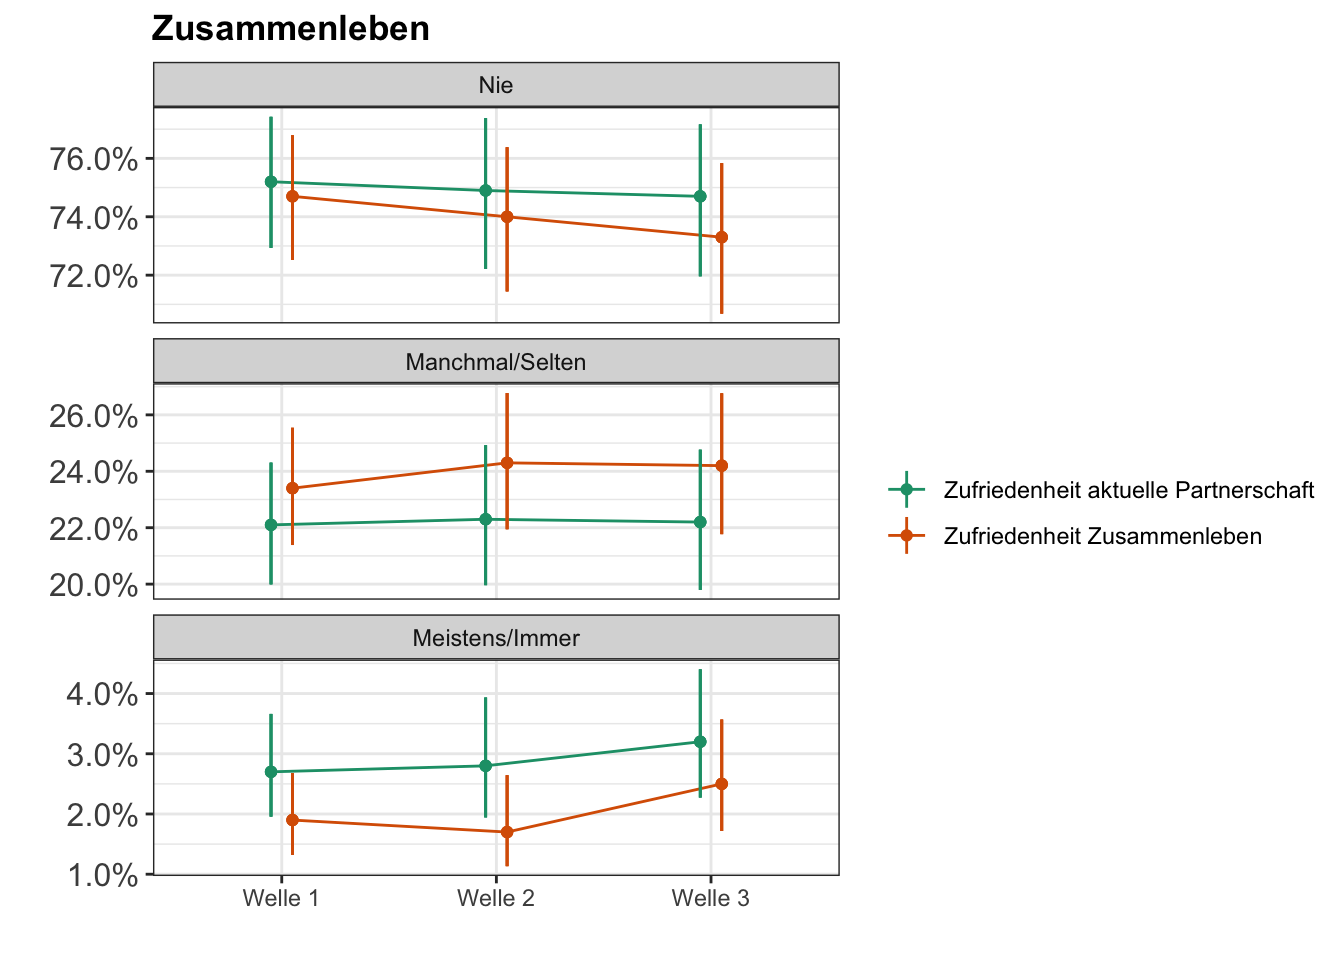 Zusammenleben
Nie
76.0%
74.0%
72.0%
Manchmal/Selten
26.0%
24.0%
22.0%
20.0%
Meistens/Immer
4.0%
3.0%
2.0%
1.0%
Welle 1 Welle 2 Welle 3
Zufriedenheit aktuelle Partnerschaft
Zufriedenheit Zusammenleben